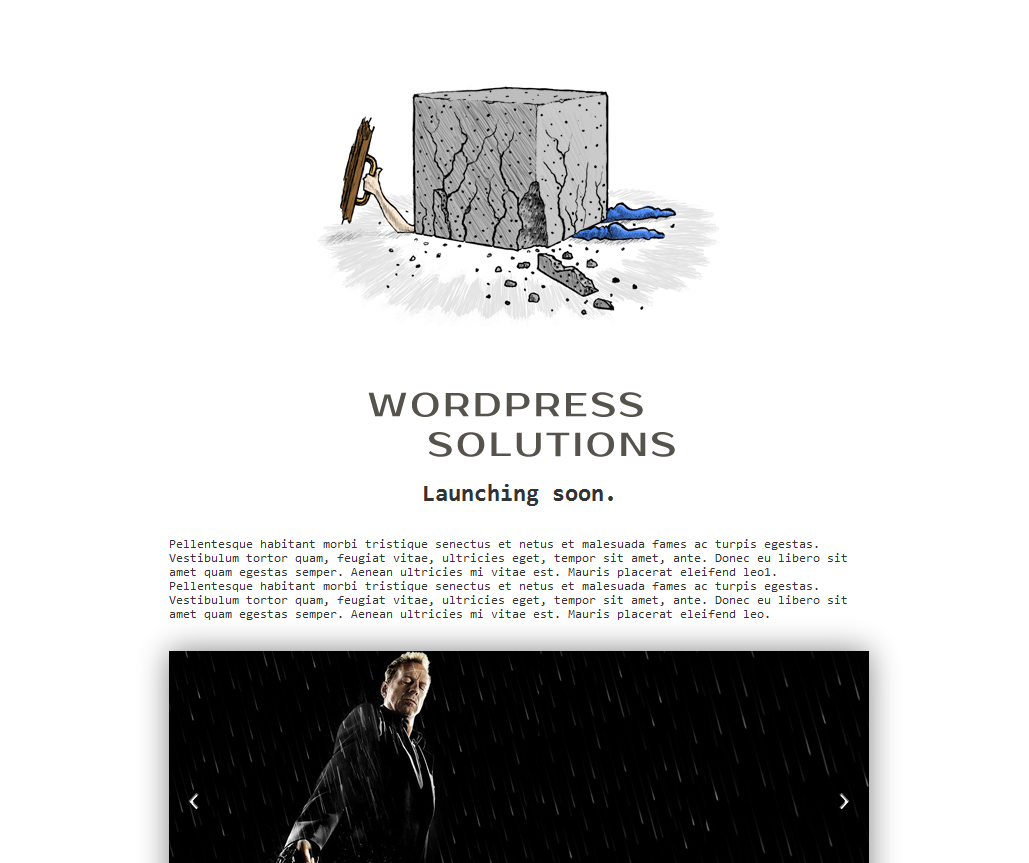 WORDPRESS
SOLUTIONS
Launching soon.
Pellentesque habitant morbi tristique senectus et netus et malesuada fames ac turpis egestas.
Vestibulum tortor quam, feugiat vitae, ultricies eget, tempor sit amet, ante. Donec eu libero sit
amet quam egestas semper. Aenean ultricies mi vitae est. Mauris placerat eleifend leo1.
Pellentesque habitant morbi tristique senectus et netus et malesuada fames ac turpis egestas.
Vestibulum tortor quam, feugiat vitae, ultricies eget, tempor sit amet, ante. Donec eu libero sit
amet quam egestas semper. Aenean ultricies mi vitae est. Mauris placerat eleifend leo.